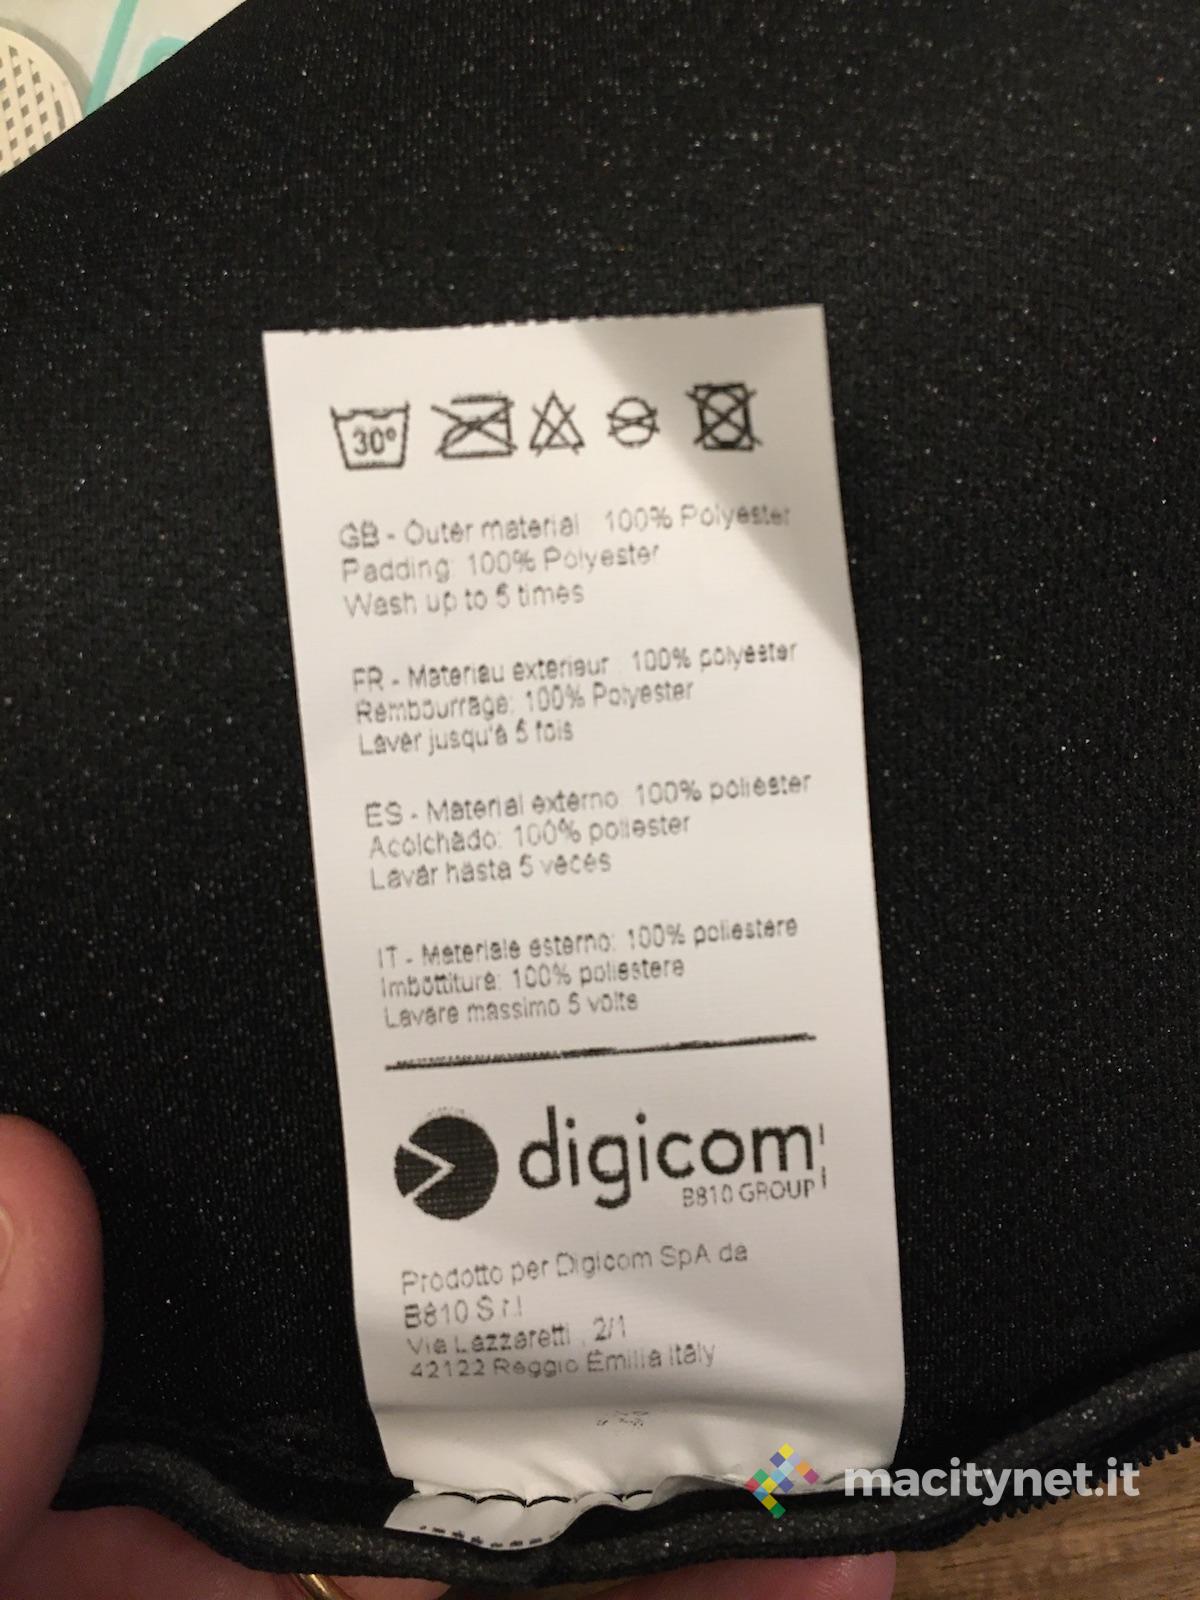 30°
GB - Outer material 100% Polyester
Padding: 100% Polyester
Wash up to 5 times
FR - Materiau exterieur : 100% polyester
Rembourrage: 100% Polyester
Laver jusqu'à 5 fois
ES - Material externo: 100% poliéster
Acolchado: 100% poliester
Lavar hasta 5 veces
IT - Materiale esterno: 100% poliestere
Imbottitura: 100% poliestere
Lavare massimo 5 volte
digicom
B810 GROUP
Prodotto per Digicom SpA da
B810 S.r.l
Via Lazzaretti , 2/1
42122 Reggio Emilia Italy
macitynet.it